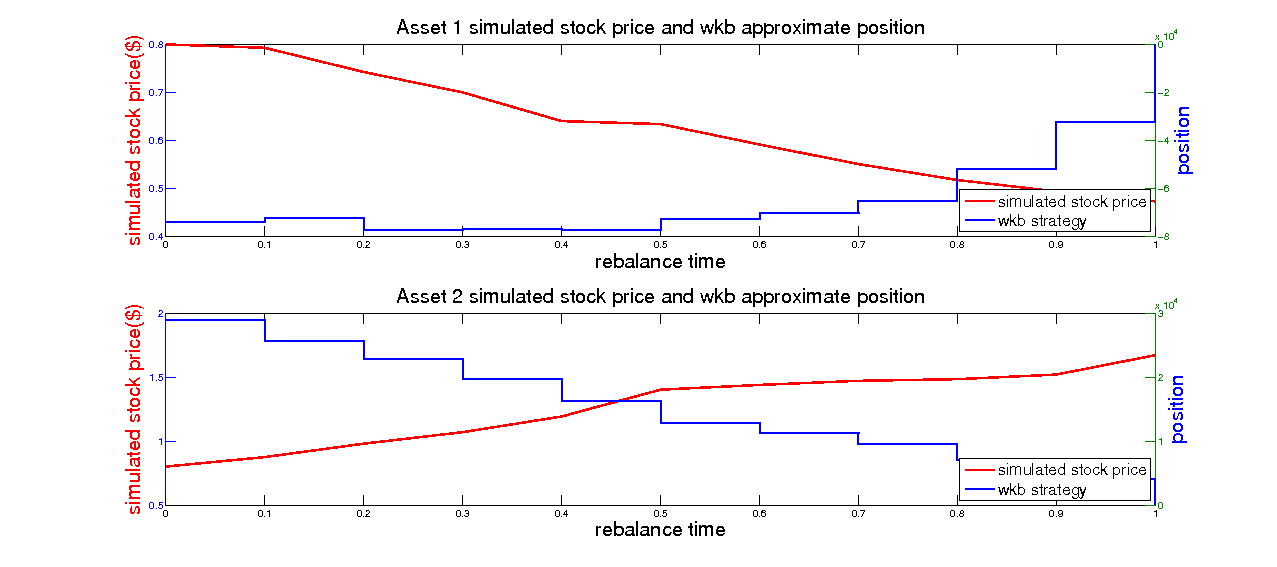 Asset 1 simulated stock price and wkb approximate position
x 10^4
simulated stock price($)
0.8
0.7
0.6
0.5
0.4
0
-2
-4
-6
-8
position
simulated stock price
wkb strategy
0 0.1 0.2 0.3 0.4 0.5 0.6 0.7 0.8 0.9 1
rebalance time
Asset 2 simulated stock price and wkb approximate position
x 10^4
simulated stock price($)
2
1.5
1
0.5
3
2
1
0
position
simulated stock price
wkb strategy
0 0.1 0.2 0.3 0.4 0.5 0.6 0.7 0.8 0.9 1
rebalance time